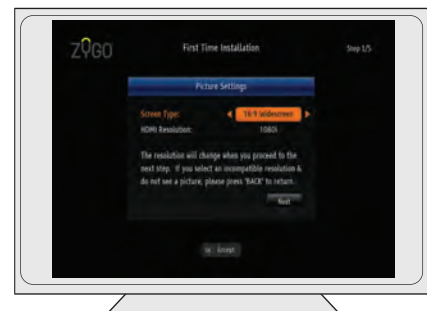 ZYGO
First Time Installation
Step 1/5
Picture Settings
Screen Type: 16:9 Widescreen
HDMI Resolution: 1080i
The resolution will change when you proceed to the
next step. If you select an incompatible resolution &
do not see a picture, please press 'BACK' to return.
Next
OK Accept